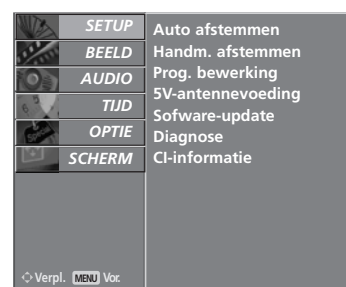 SETUP
BEELD
AUDIO
TIJD
OPTIE
SCHERM
Auto afstemmen
Handm. afstemmen
Prog. bewerking
5V-antennevoeding
Sofware-update
Diagnose
CI-informatie
Verpl. MENU Vor.